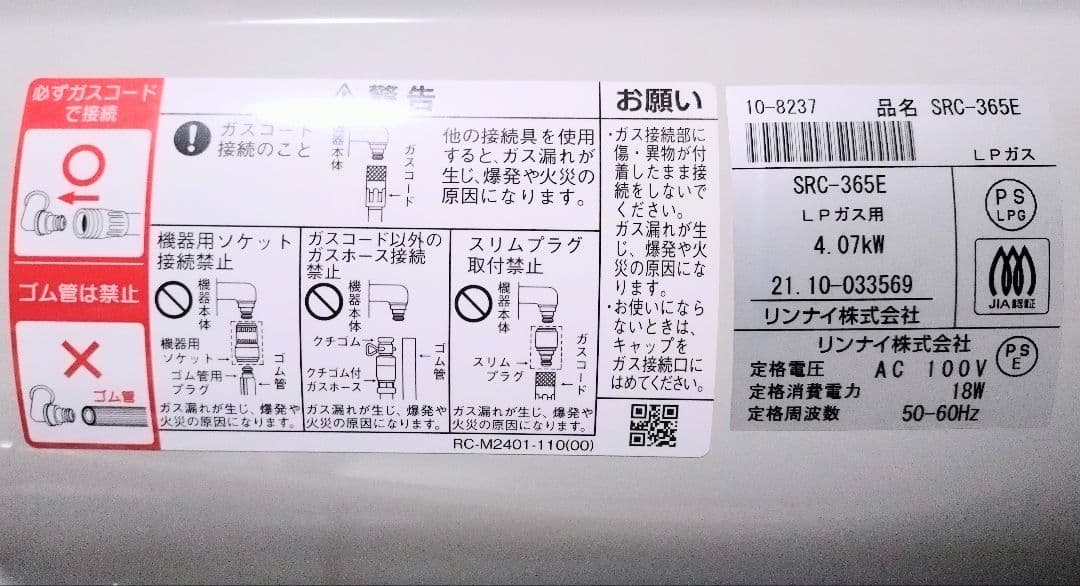 必ずガスコード
で接続
ゴム管は禁止
ゴム管
警告
ガスコード
接続のこと
機器本体
ガスコード
他の接続具を使用
すると、ガス漏れが
生じ、爆発や火災の
原因になります。
機器用ソケット
接続禁止
機器本体
機器用
ソケット
ゴム管用
プラグ
ゴム管
ガス漏れが生じ、爆発や
火災の原因になります。
ガスコード以外の
ガスホース接続
禁止
機器本体
クチゴム
クチゴム付
ガスホース
ゴム管
ガス漏れが生じ、爆発や
火災の原因になります。
スリムプラグ
取付禁止
機器本体
スリム
プラグ
ガスコード
ガス漏れが生じ、爆発や
火災の原因になります。
RC-M2401-110(00)
お願い
・ガス接続部に
傷・異物が付
着したまま接
続をしないで
ください。
ガス漏れが生
じ、爆発や火
災の原因にな
ります。
・お使いになら
ないときは、
キャップを
ガス接続口に
はめてください。
10-8237 品名 SRC-365E
LPガス
SRC-365E
LPガス用
4.07kW
21.10-033569
リンナイ株式会社
PS
LPG
JIA認証
リンナイ株式会社
PS
E
定格電圧 AC 100V
定格消費電力 18W
定格周波数 50-60Hz